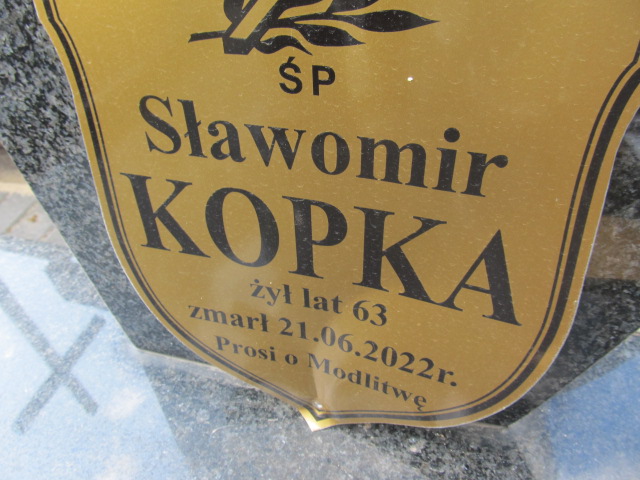 ŚP
Sławomir
KOPKA
żył lat 63
zmarł 21.06.2022r.
Prosi o Modlitwę